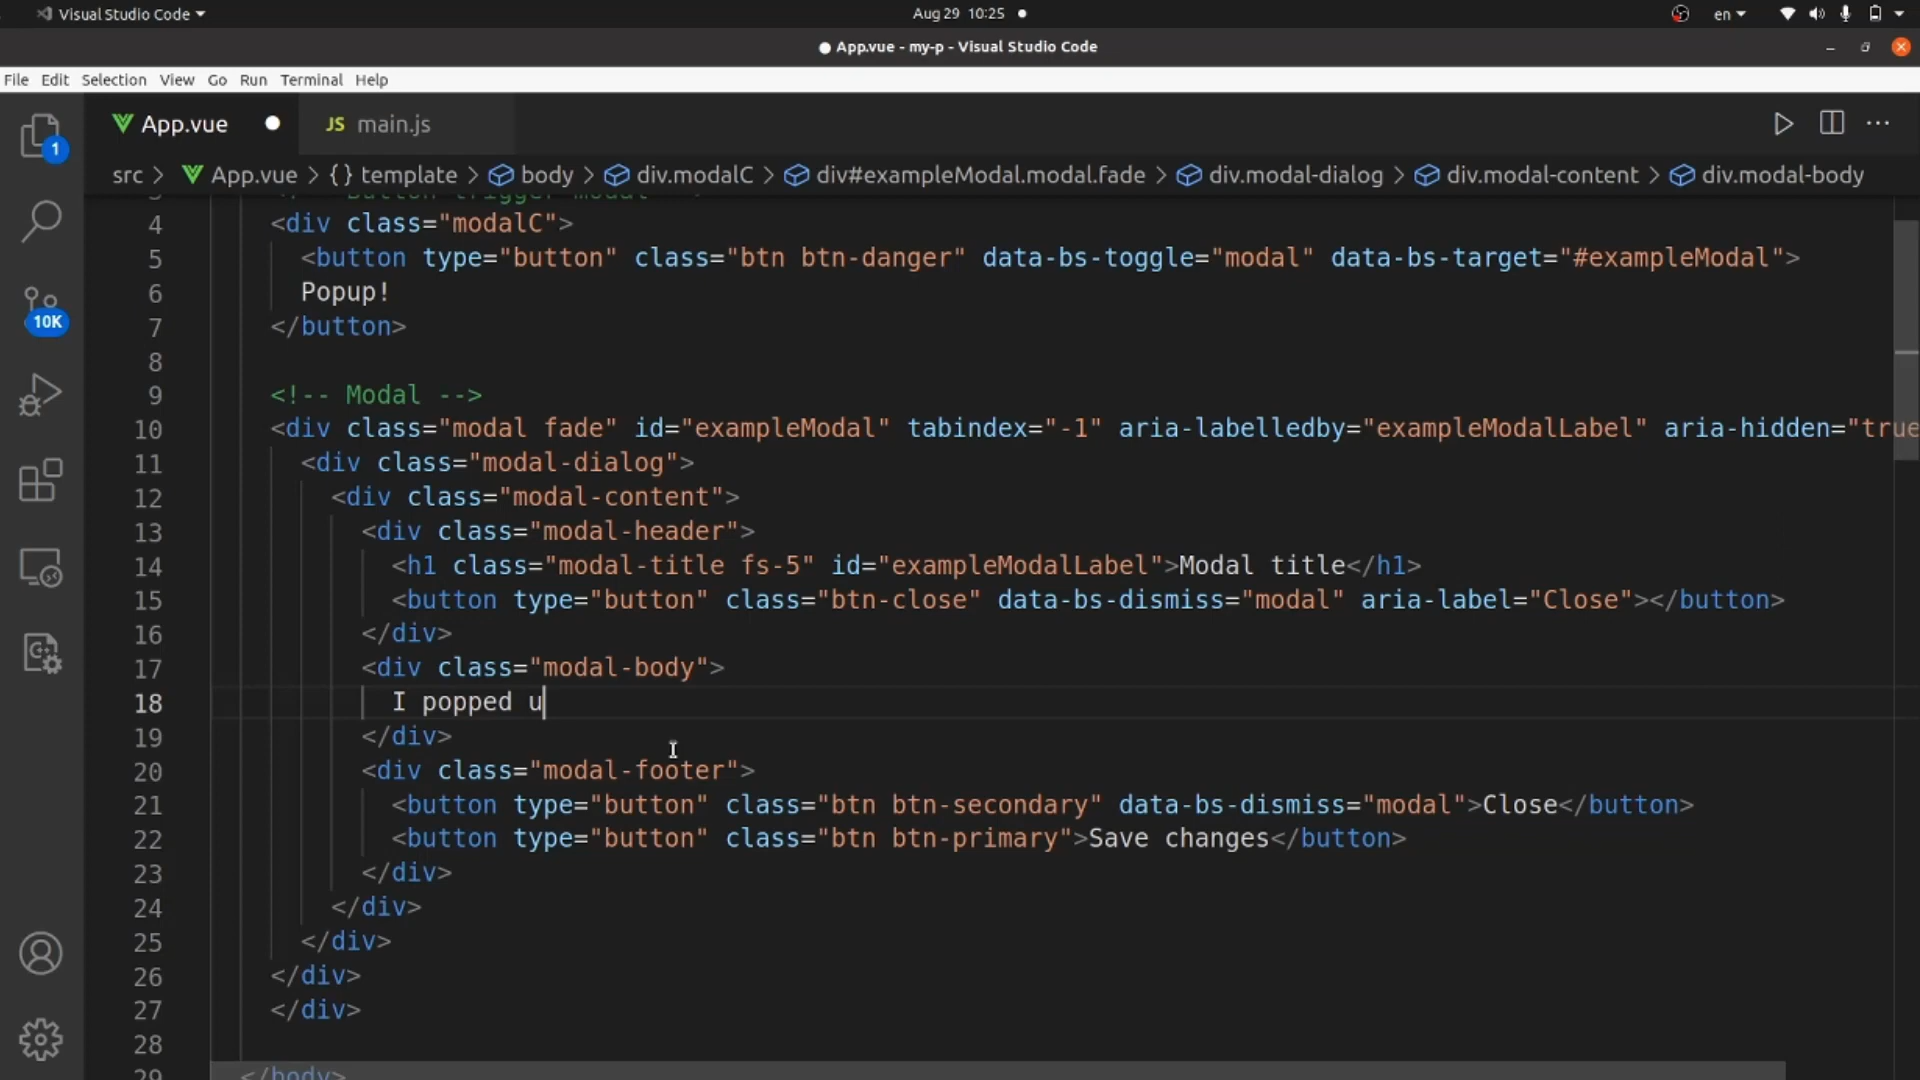 Visual Studio Code
Aug 29 10:25
en
App.vue - my-p - Visual Studio Code
File Edit Selection View Go Run Terminal Help
1
App.vue
JS main.js
src > App.vue > {} template > body > div.modalC > div#exampleModal.modal.fade > div.modal-dialog > div.modal-content > div.modal-body
3 <!-- Button trigger modal -->
4 <div class="modalC">
5 <button type="button" class="btn btn-danger" data-bs-toggle="modal" data-bs-target="#exampleModal">
6 Popup!
10K
7 </button>
8
9 <!-- Modal -->
10 <div class="modal fade" id="exampleModal" tabindex="-1" aria-labelledby="exampleModalLabel" aria-hidden="true
11 <div class="modal-dialog">
12 <div class="modal-content">
13 <div class="modal-header">
14 <h1 class="modal-title fs-5" id="exampleModalLabel">Modal title</h1>
15 <button type="button" class="btn-close" data-bs-dismiss="modal" aria-label="Close"></button>
16 </div>
17 <div class="modal-body">
18 I popped u
19 </div>
20 <div class="modal-footer">
21 <button type="button" class="btn btn-secondary" data-bs-dismiss="modal">Close</button>
22 <button type="button" class="btn btn-primary">Save changes</button>
23 </div>
24 </div>
25 </div>
26 </div>
27 </div>
28
29 </body>